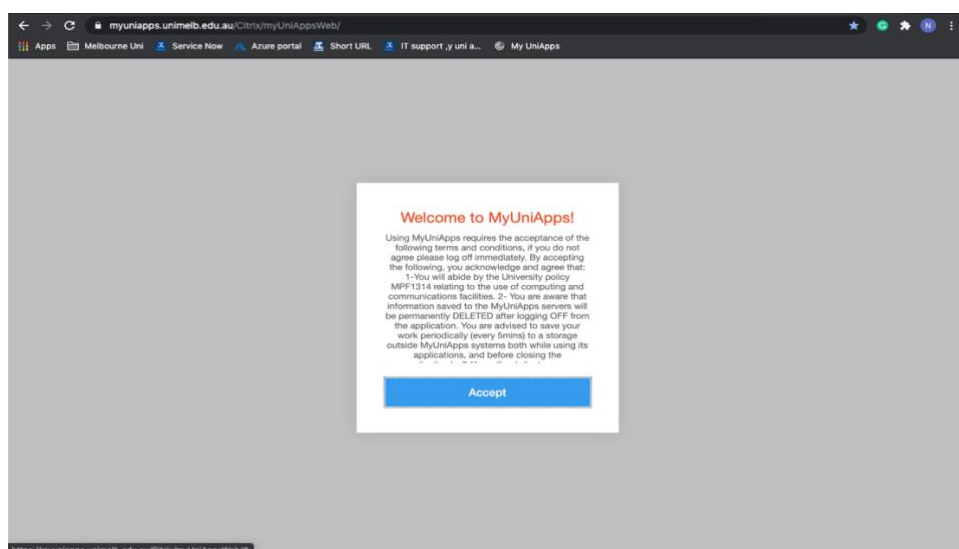 myuniapps.unimelb.edu.au/Citrix/myUniAppsWeb/
N
Apps Melbourne Uni Service Now Azure portal Short URL IT support ,y uni a... My UniApps
Welcome to MyUniApps!
Using MyUniApps requires the acceptance of the
following terms and conditions, if you do not
agree please log off immediately. By accepting
the following, you acknowledge and agree that:
1-You will abide by the University policy
MPF1314 relating to the use of computing and
communications facilities. 2- You are aware that
information saved to the MyUniApps servers will
be permanently DELETED after logging OFF from
the application. You are advised to save your
work periodically (every 5mins) to a storage
outside MyUniApps systems both while using its
applications, and before closing the
Accept